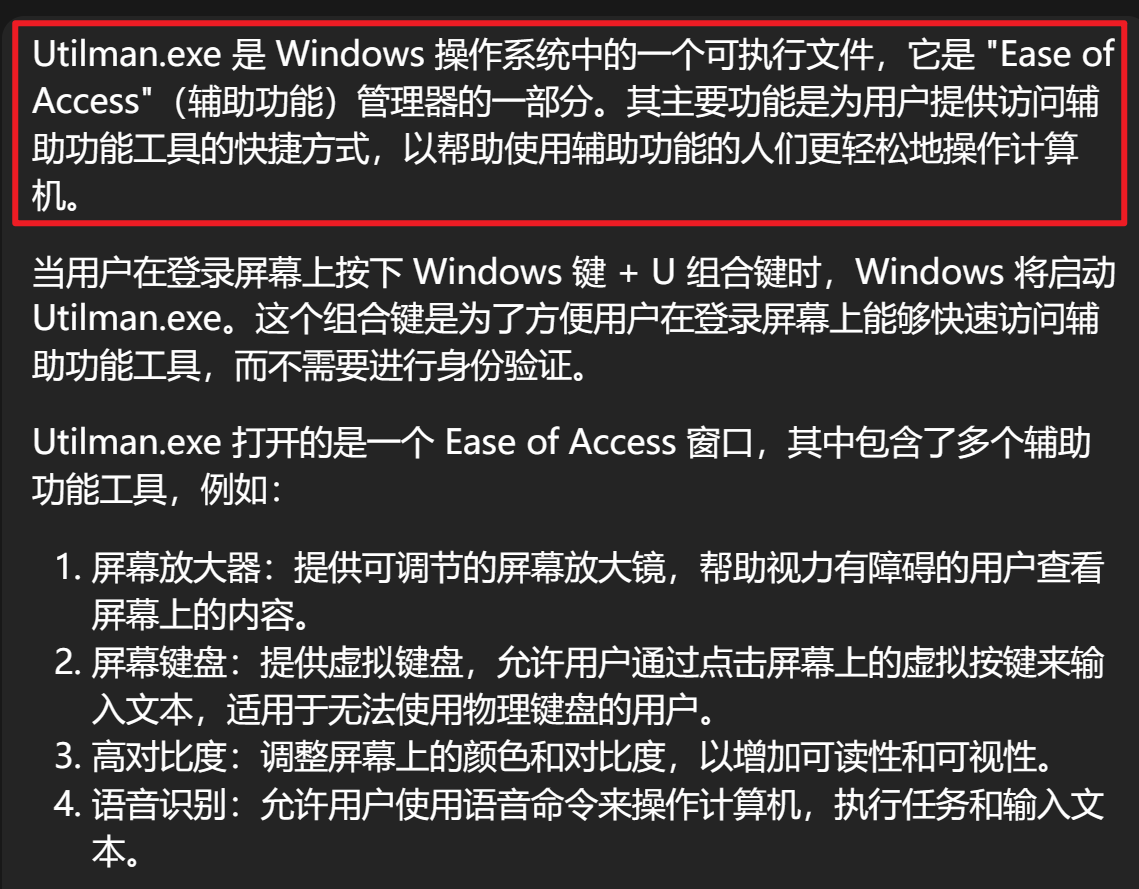 Utilman.exe 是 Windows 操作系统中的一个可执行文件，它是 "Ease of
Access"（辅助功能）管理器的一部分。其主要功能是为用户提供访问辅
助功能工具的快捷方式，以帮助使用辅助功能的人们更轻松地操作计算
机。
当用户在登录屏幕上按下 Windows 键 + U 组合键时，Windows 将启动
Utilman.exe。这个组合键是为了方便用户在登录屏幕上能够快速访问辅
助功能工具，而不需要进行身份验证。
Utilman.exe 打开的是一个 Ease of Access 窗口，其中包含了多个辅助
功能工具，例如：
1. 屏幕放大器：提供可调节的屏幕放大镜，帮助视力有障碍的用户查看
屏幕上的内容。
2. 屏幕键盘：提供虚拟键盘，允许用户通过点击屏幕上的虚拟按键来输
入文本，适用于无法使用物理键盘的用户。
3. 高对比度：调整屏幕上的颜色和对比度，以增加可读性和可视性。
4. 语音识别：允许用户使用语音命令来操作计算机，执行任务和输入文
本。